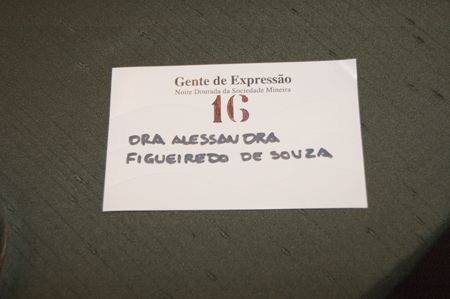 Gente de Expressão
Noite Dourada da Sociedade Mineira
16
DRA ALESSANDRA
FIGUEIREDO DE SOUZA